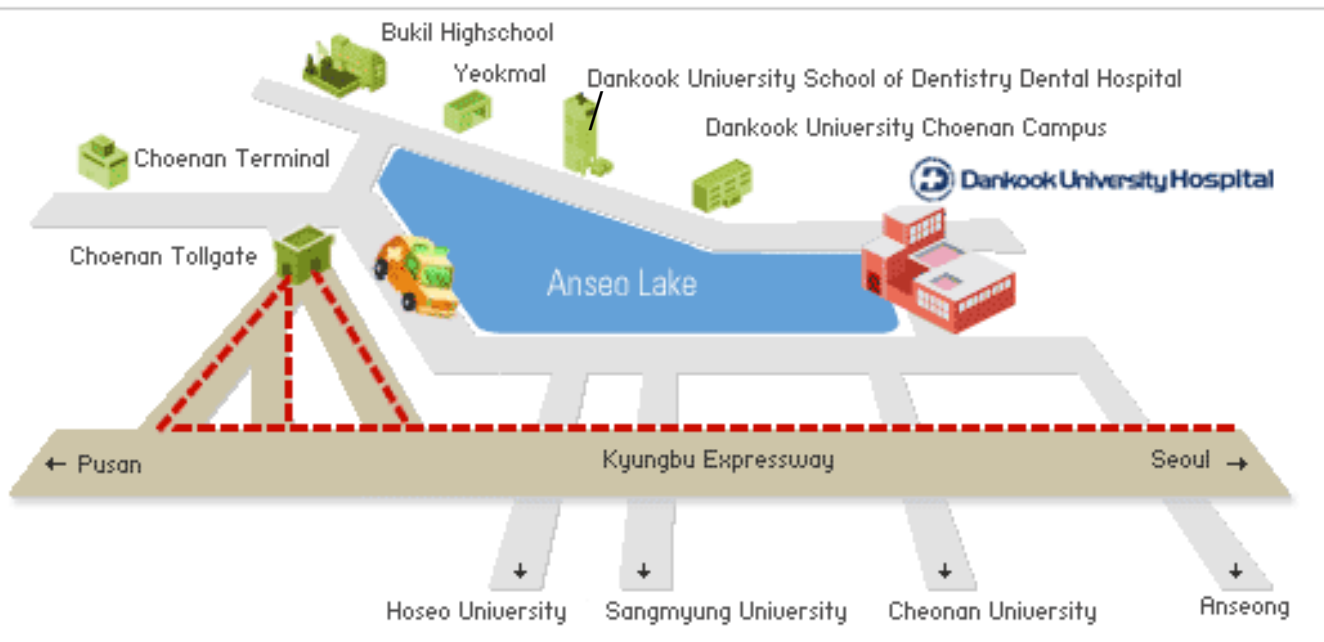 Bukil Highschool
Yeokmal
Dankook University School of Dentistry Dental Hospital
Dankook University Choenan Campus
Choenan Terminal
Dankook University Hospital
Choenan Tollgate
Anseo Lake
← Pusan
Kyungbu Expressway
Seoul →
Hoseo University
Sangmyung University
Cheonan University
Anseong